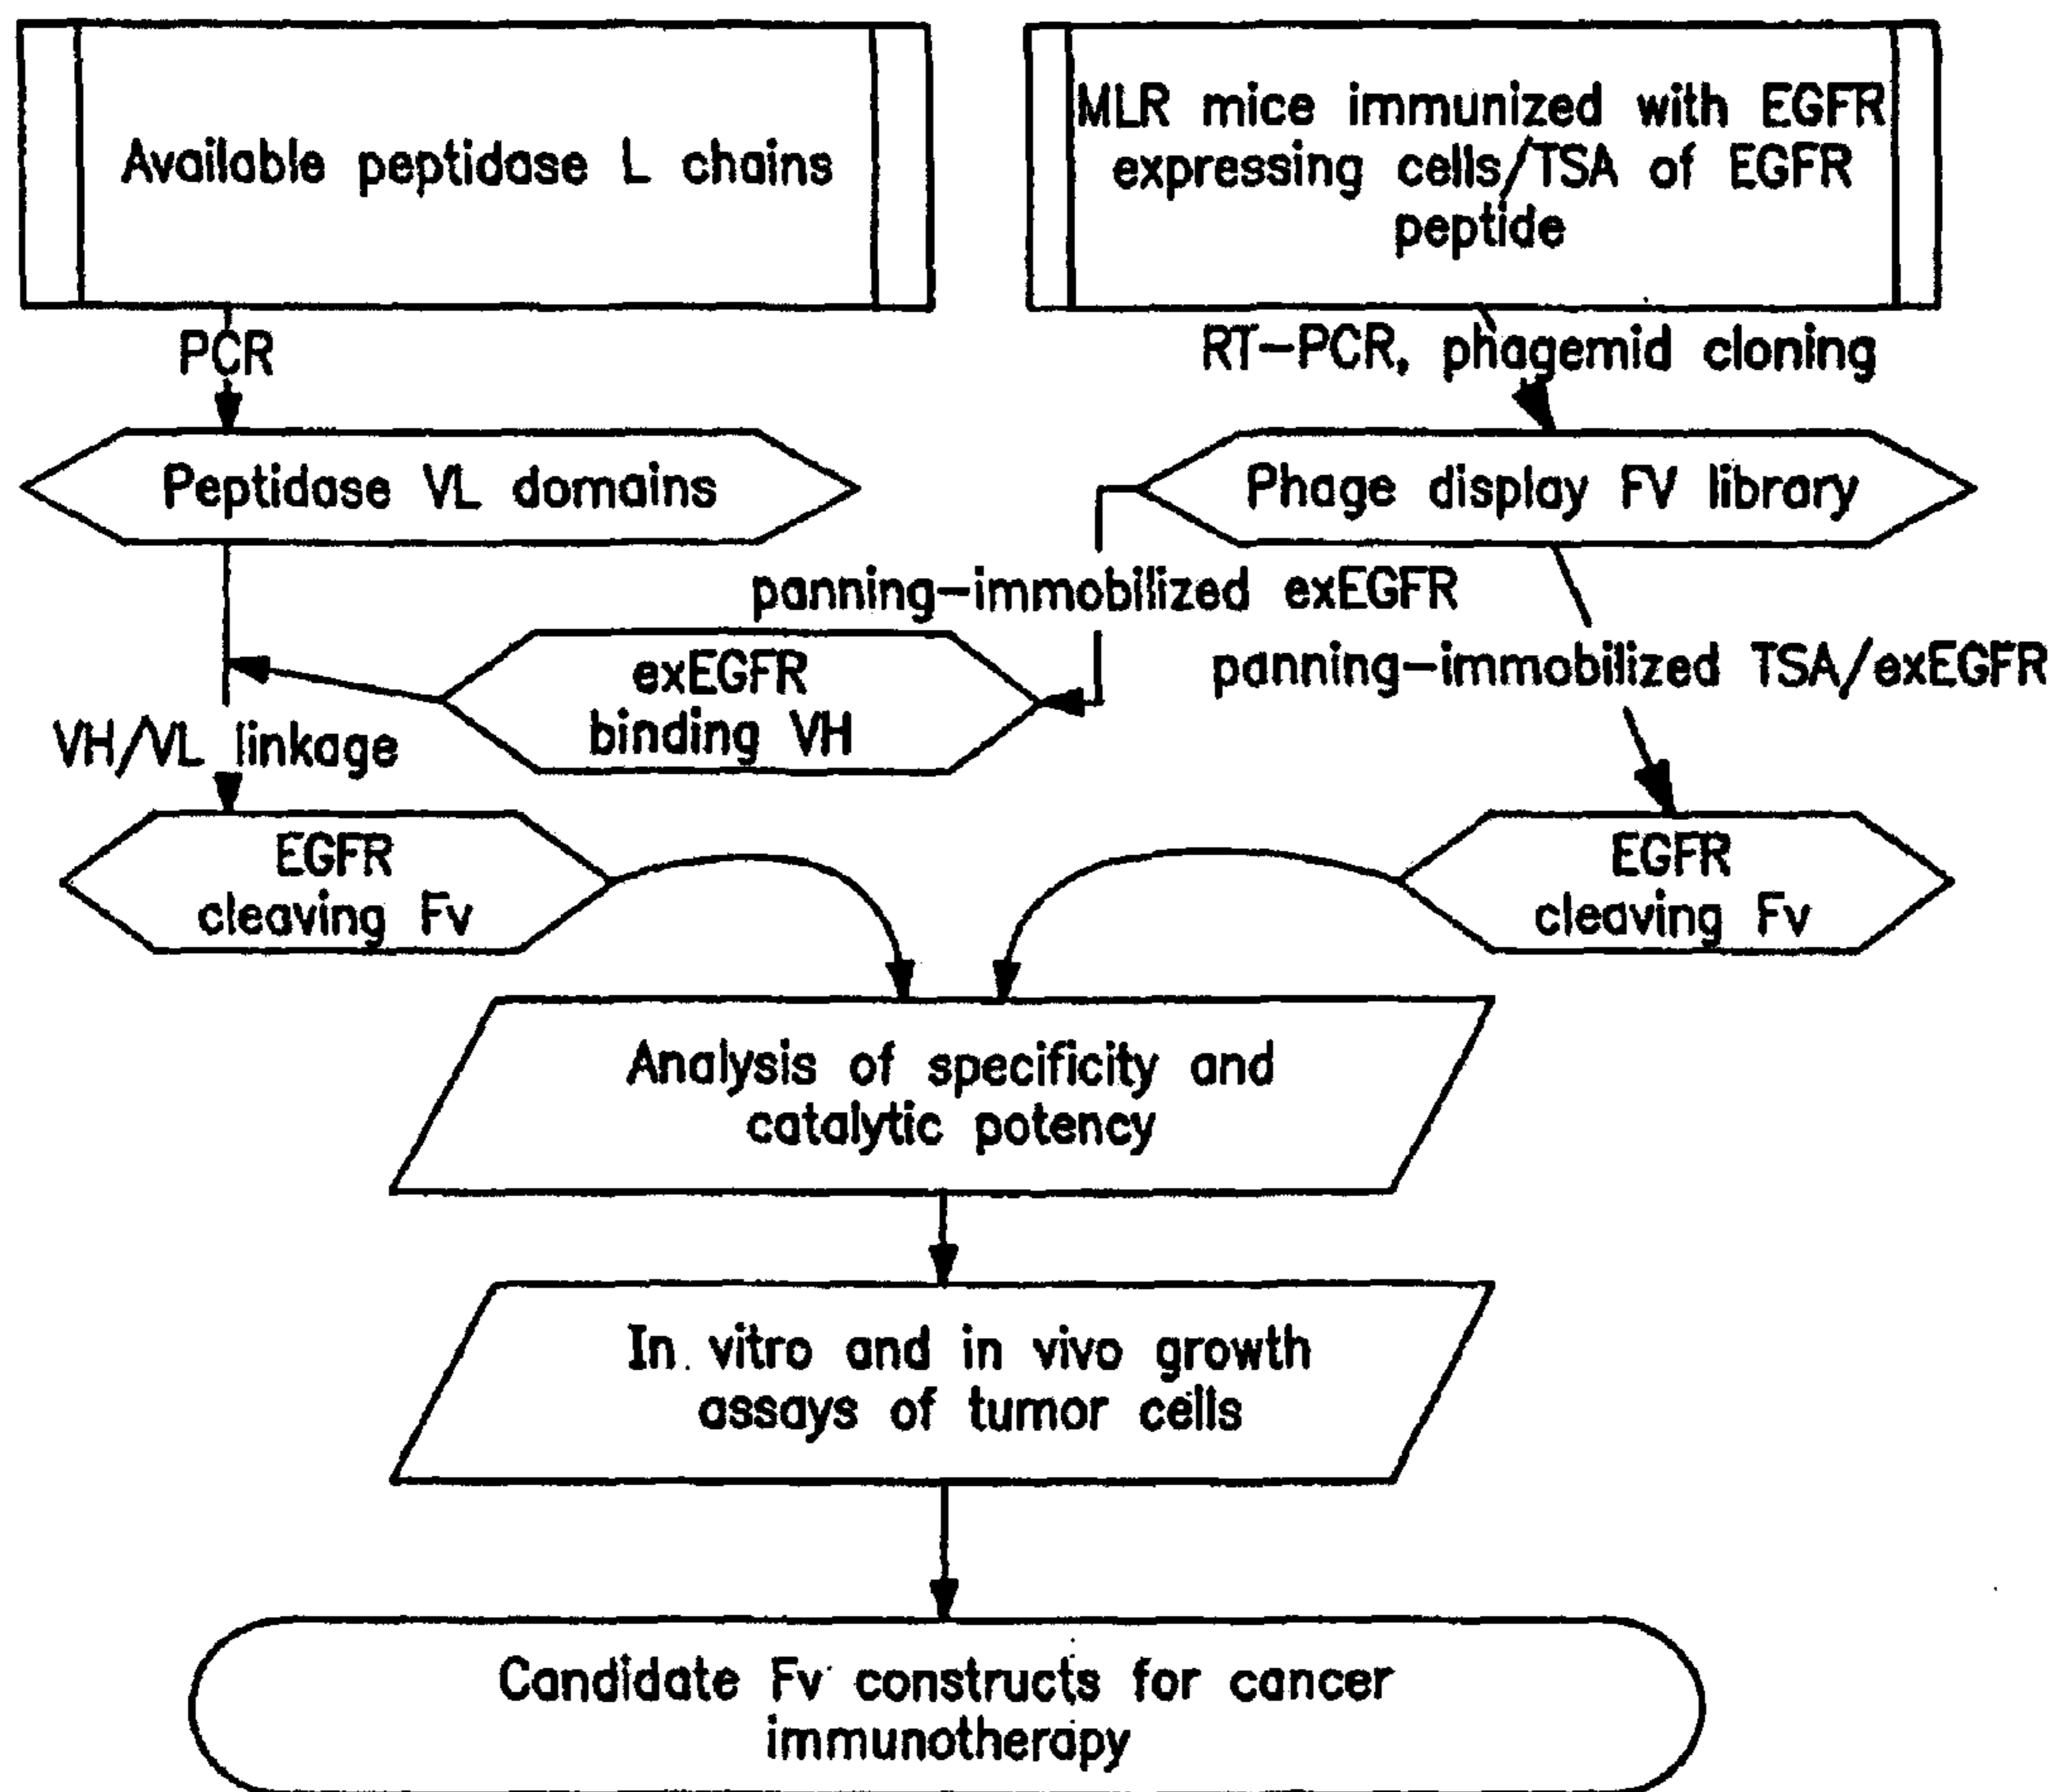 Available peptidase L chains
MLR mice immunized with EGFR
expressing cells/TSA of EGFR
peptide
PCR
RT-PCR, phagemid cloning
Peptidase VL domains
Phage display FV library
panning-immobilized exEGFR
panning-immobilized TSA/exEGFR
exEGFR
binding VH
VH/VL linkage
EGFR
cleaving Fv
EGFR
cleaving Fv
Analysis of specificity and
catalytic potency
In vitro and in vivo growth
assays of tumor cells
Candidate Fv constructs for cancer
immunotherapy